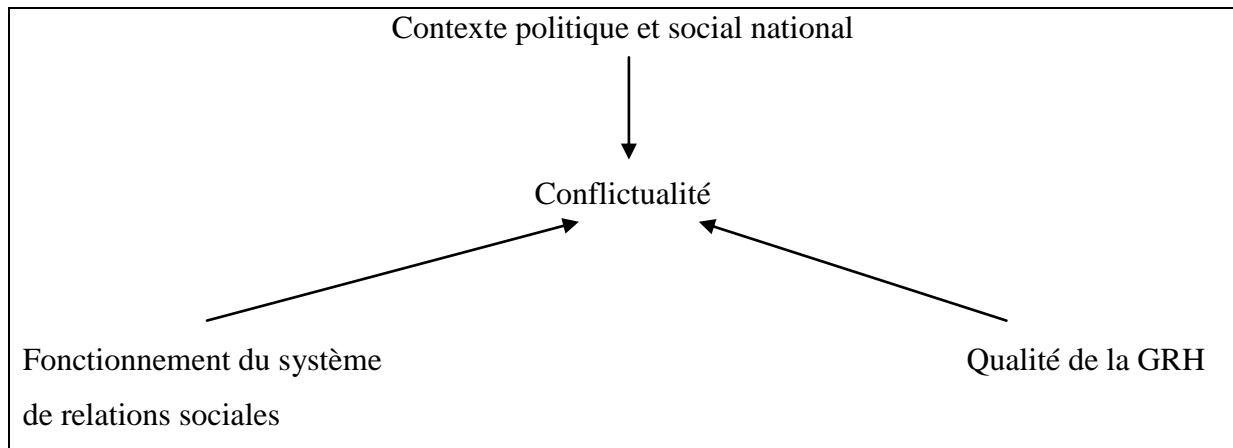 Contexte politique et social national
Conflictualité
Fonctionnement du système
de relations sociales
Qualité de la GRH